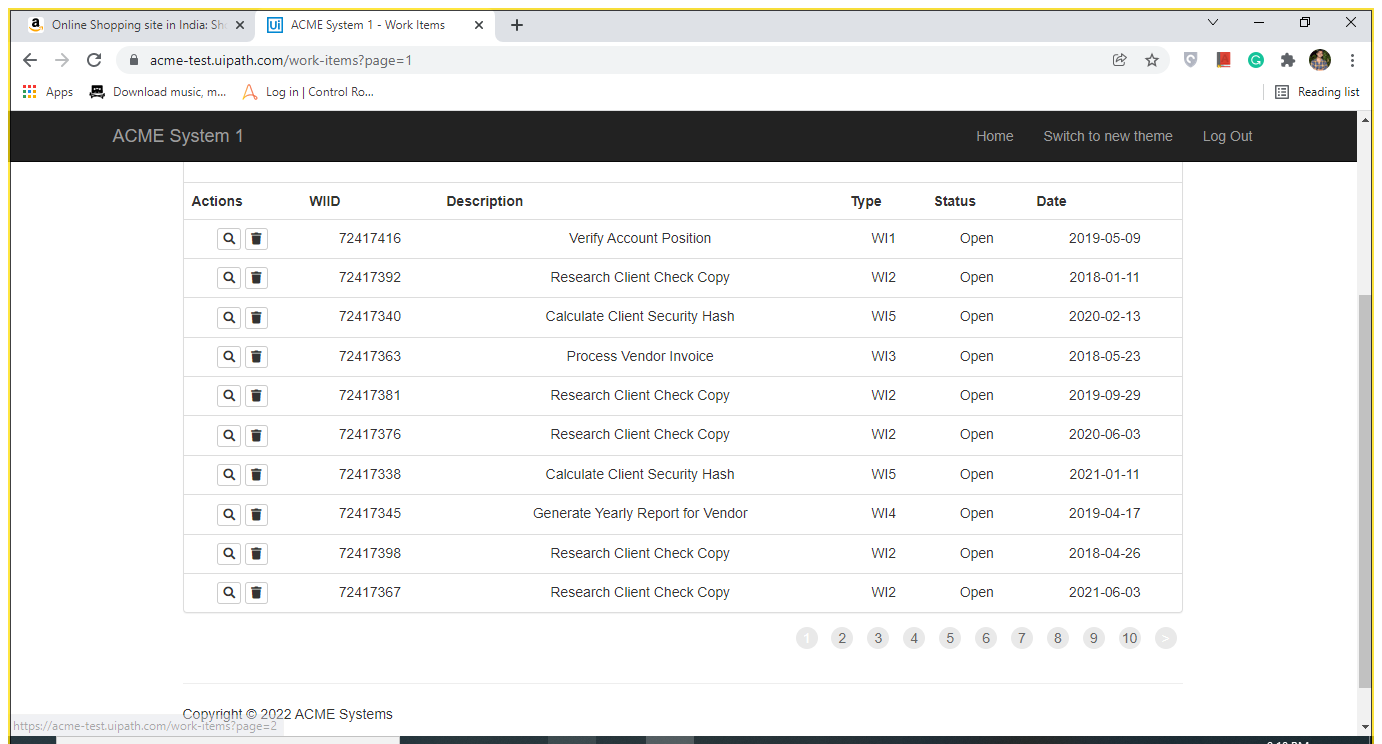 a Online Shopping site in India: Sh Ui ACME System 1 - Work Items
acme-test.uipath.com/work-items?page=1
Apps Download music, m... Log in | Control Ro... Reading list
ACME System 1 Home Switch to new theme Log Out
Actions WIID Description Type Status Date
72417416 Verify Account Position WI1 Open 2019-05-09
72417392 Research Client Check Copy WI2 Open 2018-01-11
72417340 Calculate Client Security Hash WI5 Open 2020-02-13
72417363 Process Vendor Invoice WI3 Open 2018-05-23
72417381 Research Client Check Copy WI2 Open 2019-09-29
72417376 Research Client Check Copy WI2 Open 2020-06-03
72417338 Calculate Client Security Hash WI5 Open 2021-01-11
72417345 Generate Yearly Report for Vendor WI4 Open 2019-04-17
72417398 Research Client Check Copy WI2 Open 2018-04-26
72417367 Research Client Check Copy WI2 Open 2021-06-03
1 2 3 4 5 6 7 8 9 10 >
Copyright © 2022 ACME Systems
https://acme-test.uipath.com/work-items?page=2